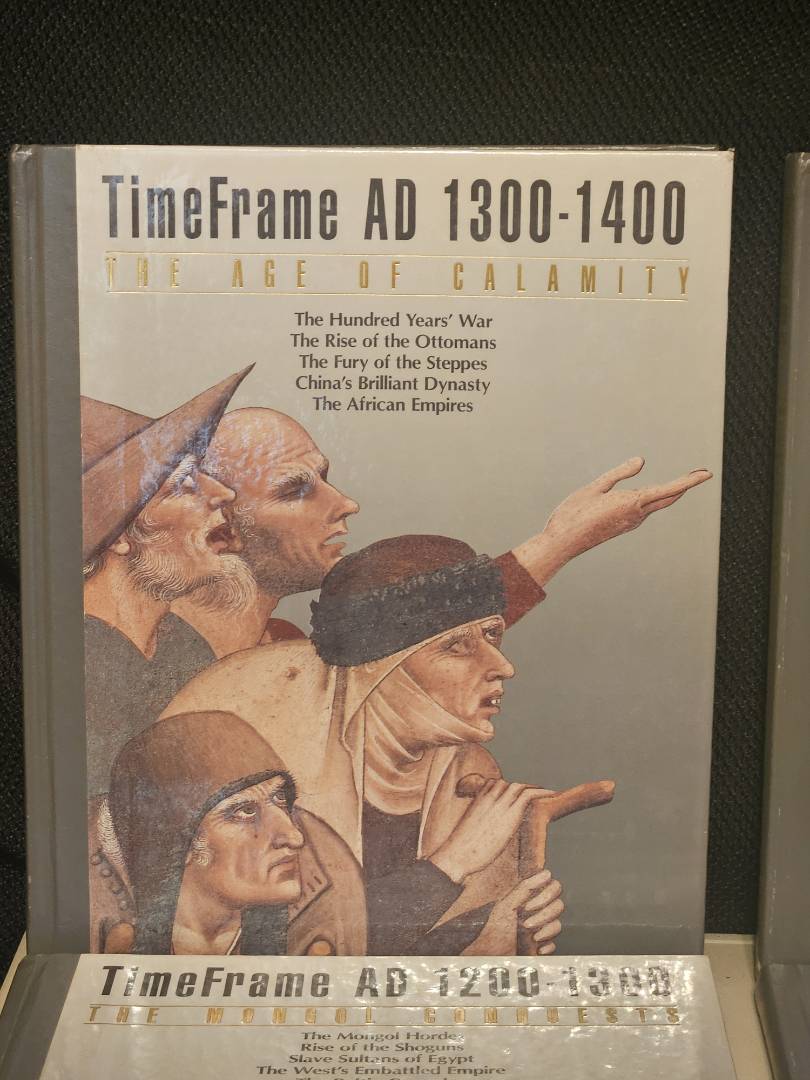 TimeFrame AD 1300-1400
THE AGE OF CALAMITY
The Hundred Years' War
The Rise of the Ottomans
The Fury of the Steppes
China's Brilliant Dynasty
The African Empires
TimeFrame AD 1200-1300
THE MONGOL CONQUESTS
The Mongol Hordes
Rise of the Shoguns
Slave Sultans of Egypt
The West's Embattled Empire